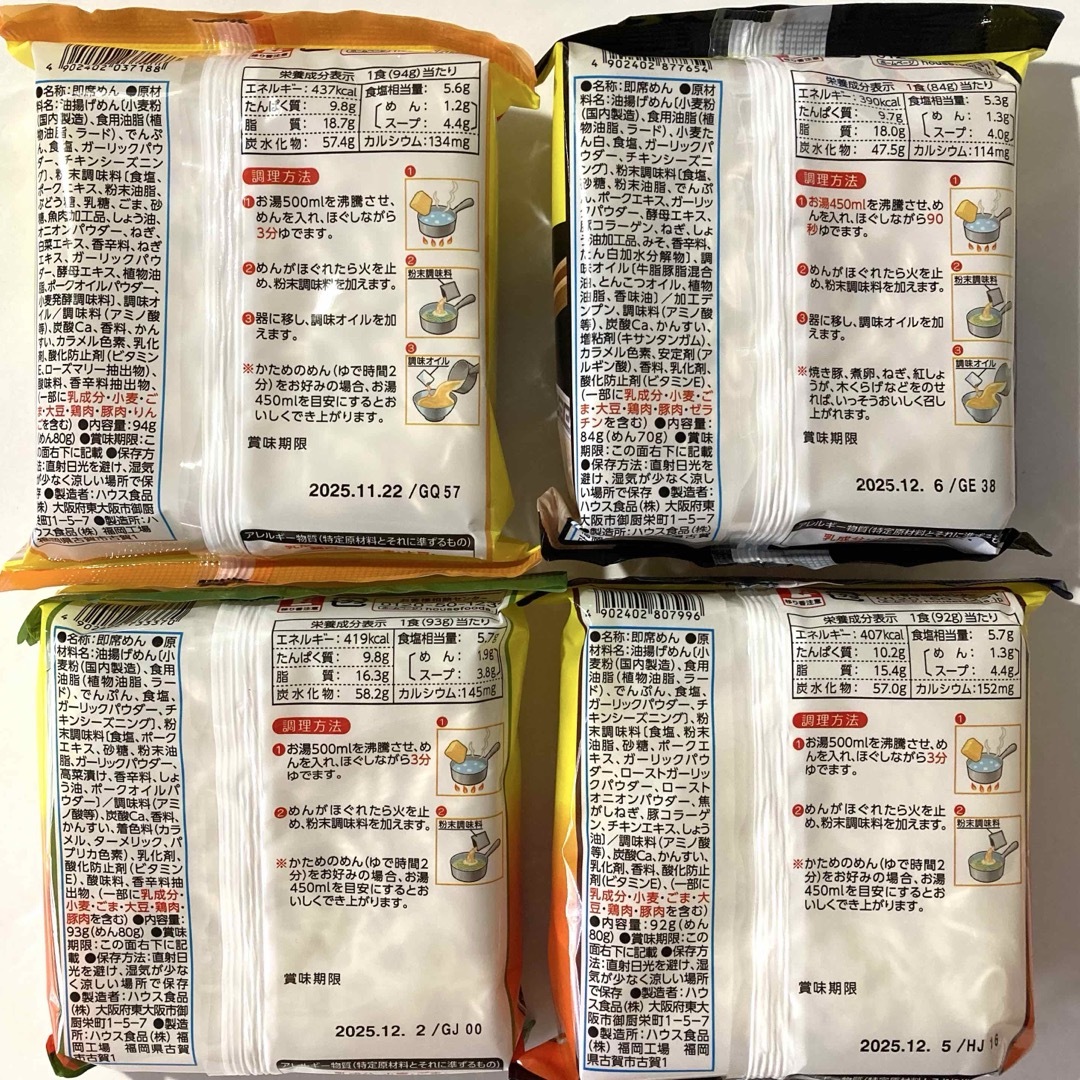 4 902402 037188
●名称:即席めん ●原材
料名:油揚げめん〔小麦粉
(国内製造)、食用油脂(植
物油脂、ラード)、でんぷ
ん、食塩、ガーリックパウ
ダー、チキンシーズニン
グ〕、粉末調味料〔食塩、
ポークエキス、粉末油脂、
ぶどう糖、乳糖、ごま、砂
糖、魚肉加工品、しょう油、
オニオンパウダー、ねぎ、
白菜エキス、香辛料、ねぎ
エキス、ガーリックパウ
ダー、酵母エキス、植物油
脂、ポークオイルパウダー、
小麦発酵調味料〕、調味オ
イル/調味料(アミノ酸
等)、炭酸Ca、香料、かん
すい、カラメル色素、乳化
剤、酸化防止剤(ビタミン
E、ローズマリー抽出物)、
酸味料、香辛料抽出物、
(一部に乳成分・小麦・ご
ま・大豆・鶏肉・豚肉・りん
ごを含む) ●内容量:94g
(めん80g) ●賞味期限:こ
の面右下に記載 ●保存方
法:直射日光を避け、湿気
が少なく涼しい場所で保
存 ●製造者:ハウス食品
(株) 大阪府東大阪市御厨
栄町1-5-7 ●製造所:ハ
ウス食品(株) 福岡工場
福岡県古賀市古賀1
栄養成分表示 1食(94g)当たり
エネルギー:437kcal 食塩相当量: 5.6g
たんぱく質: 9.8g (めん: 1.2g
脂質: 18.7g スープ: 4.4g)
炭水化物: 57.4g カルシウム:134mg
調理方法
❶お湯500mlを沸騰させ、
めんを入れ、ほぐしながら
3分ゆでます。
❷めんがほぐれたら火を止
め、粉末調味料を加えます。
❸器に移し、調味オイルを加
えます。
※かためのめん(ゆで時間2
分)をお好みの場合、お湯
450mlを目安にするとお
いしくでき上がります。
❶
❷
粉末調味料
❸
調味オイル
賞味期限
2025.11.22 /GQ 57
アレルギー物質(特定原材料とそれに準ずるもの)
4 902402 877654
●名称:即席めん ●原材
料名:油揚げめん〔小麦粉
(国内製造)、食用油脂(植
物油脂、ラード)、小麦た
ん白、食塩、ガーリックパ
ウダー、チキンシーズニン
グ〕、粉末調味料〔食塩、
砂糖、粉末油脂、でんぷ
ん、ポークエキス、ガーリッ
クパウダー、酵母エキス、
豚コラーゲン、ねぎ、しょ
う油加工品、みそ、香辛料、
たん白加水分解物〕、調
味オイル〔牛脂豚脂混合
油、とんこつオイル、植物
油脂、香味油〕/加工デ
ンプン、調味料(アミノ酸
等)、炭酸Ca、かんすい、
増粘剤(キサンタンガム)、
カラメル色素、安定剤(ア
ルギン酸)、香料、乳化剤、
酸化防止剤(ビタミンE)、
(一部に乳成分・小麦・ご
ま・大豆・鶏肉・豚肉・ゼラ
チンを含む) ●内容量:
84g(めん70g) ●賞味期
限:この面右下に記載
●保存方法:直射日光を
避け、湿気が少なく涼し
い場所で保存 ●製造者:
ハウス食品(株) 大阪府東
大阪市御厨栄町1-5-7
●製造所:ハウス食品(株)
栄養成分表示 1食(84g)当たり
エネルギー: 390kcal 食塩相当量: 5.3g
たんぱく質: 9.7g (めん: 1.3g
脂質: 18.0g スープ: 4.0g)
炭水化物: 47.5g カルシウム:114mg
調理方法
❶お湯450mlを沸騰させ、め
んを入れ、ほぐしながら90
秒ゆでます。
❷めんがほぐれたら火を止
め、粉末調味料を加えます。
❸器に移し、調味オイルを加
えます。
※焼き豚、煮卵、ねぎ、紅しょ
うが、木くらげなどをのせ
れば、いっそうおいしく召し
上がれます。
❶
❷
粉末調味料
❸
調味オイル
賞味期限
2025.12. 6 /GE 38
アレルギー物質(特定原材料とそれに準ずるもの)
●名称:即席めん ●原
材料名:油揚げめん〔小
麦粉(国内製造)、食用
油脂(植物油脂、ラー
ド)、でんぷん、食塩、
ガーリックパウダー、チ
キンシーズニング〕、粉
末調味料〔食塩、ポーク
エキス、砂糖、粉末油
脂、ガーリックパウダー、
高菜漬け、香辛料、しょ
う油、ポークオイルパウ
ダー〕/調味料(アミノ
酸等)、炭酸Ca、香料、
かんすい、着色料(カラ
メル、ターメリック、パ
プリカ色素)、乳化剤、
酸化防止剤(ビタミン
E)、酸味料、香辛料抽
出物、(一部に乳成分・
小麦・ごま・大豆・鶏肉・
豚肉を含む) ●内容量:
93g(めん80g) ●賞味
期限:この面右下に記
載 ●保存方法:直射日
光を避け、湿気が少な
く涼しい場所で保存
●製造者:ハウス食品
(株) 大阪府東大阪市御
厨栄町1-5-7 ●製造
所:ハウス食品(株) 福
岡工場 福岡県古賀
市古賀1
栄養成分表示 1食(93g)当たり
エネルギー: 419kcal 食塩相当量: 5.7g
たんぱく質: 9.8g (めん: 1.9g
脂質: 16.3g スープ: 3.8g)
炭水化物: 58.2g カルシウム:145mg
調理方法
❶お湯500mlを沸騰させ、め
んを入れ、ほぐしながら3分
ゆでます。
❷めんがほぐれたら火を止
め、粉末調味料を加えます。
※かためのめん(ゆで時間2
分)をお好みの場合、お湯
450mlを目安にするとお
いしくでき上がります。
❶
❷
粉末調味料
賞味期限
2025.12. 2 /GJ 00
アレルギー物質(特定原材料とそれに準ずるもの)
4 902402 807996
●名称:即席めん ●原材
料名:油揚げめん〔小麦粉
(国内製造)、食用油脂
(植物油脂、ラード)、で
んぷん、食塩、ガーリック
パウダー、チキンシーズ
ニング〕、粉末調味料〔食
塩、粉末油脂、砂糖、ポー
クエキス、ガーリックパウ
ダー、ローストガーリッ
クパウダー、ロースト
オニオンパウダー、焦
がしねぎ、豚コラーゲ
ン、チキンエキス、しょう
油〕/調味料(アミノ酸
等)、炭酸Ca、かんすい、
乳化剤、香料、酸化防止
剤(ビタミンE)、(一部に
乳成分・小麦・ごま・大
豆・鶏肉・豚肉を含む)
●内容量:92g(めん
80g) ●賞味期限:この
面右下に記載 ●保存方
法:直射日光を避け、湿
気が少なく涼しい場所
で保存 ●製造者:ハウ
ス食品(株) 大阪府東大
阪市御厨栄町1-5-7
●製造所:ハウス食品
(株) 福岡工場 福岡
県古賀市古賀1
栄養成分表示 1食(92g)当たり
エネルギー: 407kcal 食塩相当量: 5.7g
たんぱく質: 10.2g (めん: 1.3g
脂質: 15.4g スープ: 4.4g)
炭水化物: 57.0g カルシウム:152mg
調理方法
❶お湯500mlを沸騰させ、め
んを入れ、ほぐしながら3分
ゆでます。
❷めんがほぐれたら火を止
め、粉末調味料を加えます。
※かためのめん(ゆで時間2
分)をお好みの場合、お湯
450mlを目安にするとお
いしくでき上がります。
❶
❷
粉末調味料
賞味期限
2025.12. 5 /HJ 16